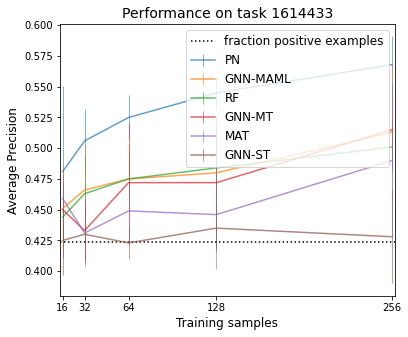 Performance on task 1614433
Average Precision
0.600
0.575
0.550
0.525
0.500
0.475
0.450
0.425
0.400
fraction positive examples
PN
GNN-MAML
RF
GNN-MT
MAT
GNN-ST
16 32 64 128 256
Training samples